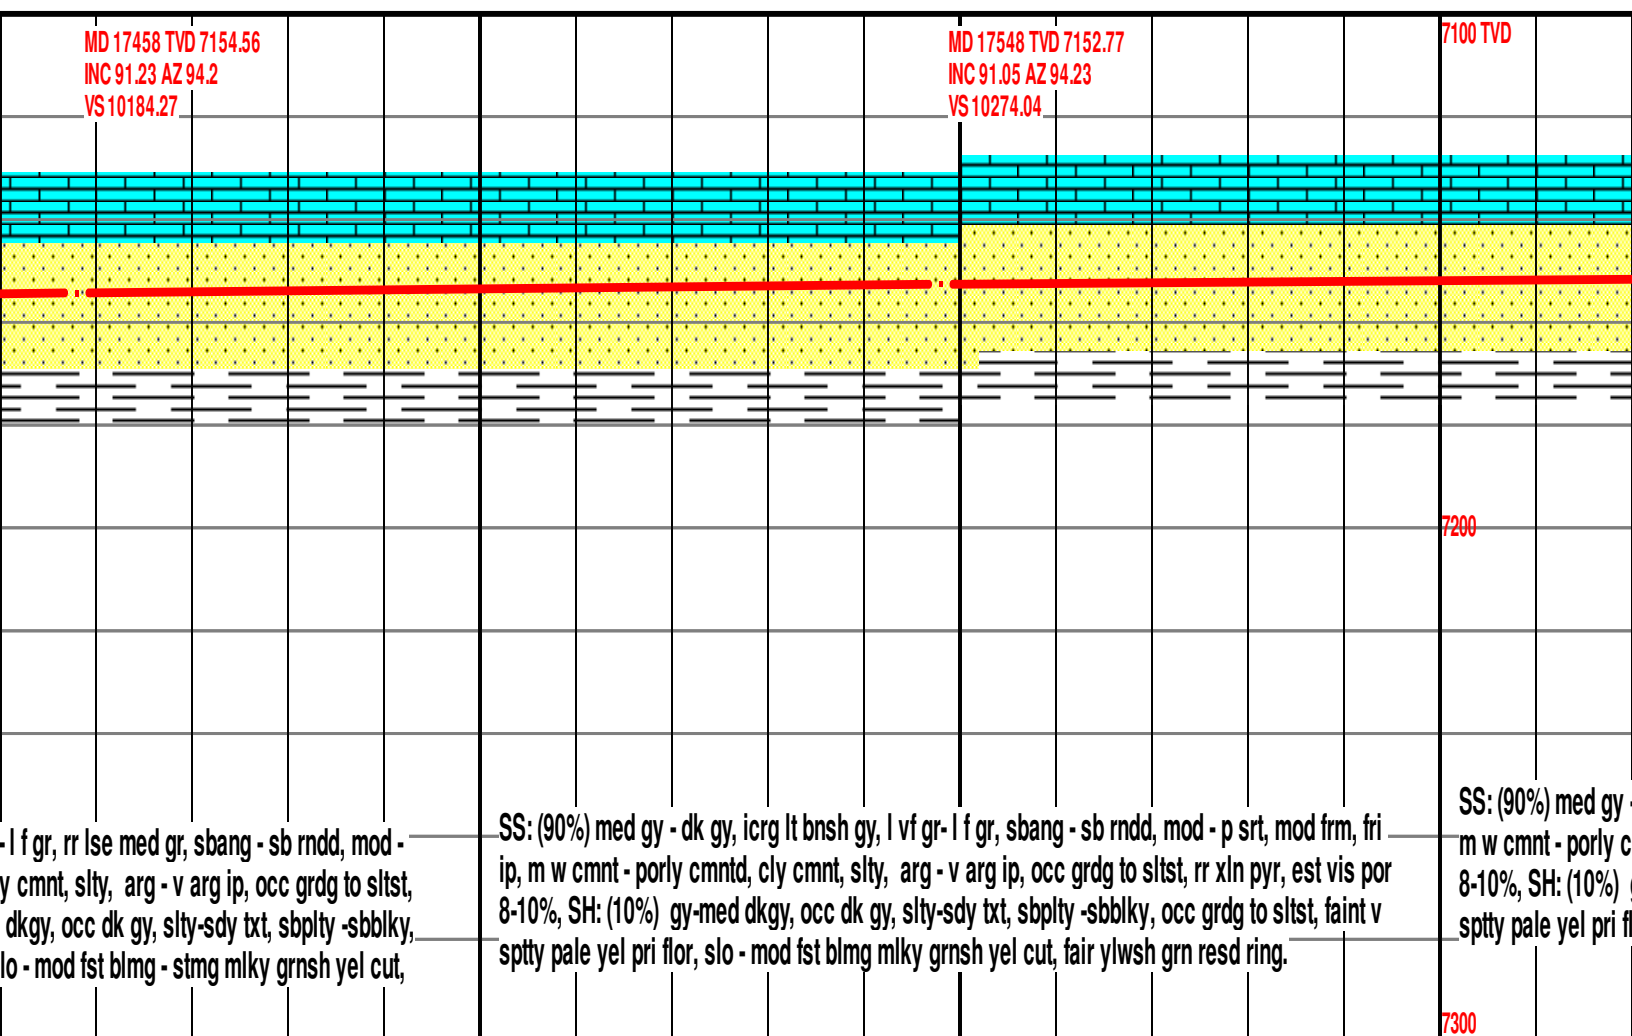 MD 17458 TVD 7154.56
INC 91.23 AZ 94.2
VS 10184.27
MD 17548 TVD 7152.77
INC 91.05 AZ 94.23
VS 10274.04
7100 TVD
7200
- l f gr, rr lse med gr, sbang - sb rndd, mod -
y cmnt, slty, arg - v arg ip, occ grdg to sltst,
dkgy, occ dk gy, slty-sdy txt, sbplty -sbblky,
lo - mod fst blmg - stmg mlky grnsh yel cut,
SS: (90%) med gy - dk gy, icrg lt bnsh gy, l vf gr- l f gr, sbang - sb rndd, mod - p srt, mod frm, fri
ip, m w cmnt - porly cmntd, cly cmnt, slty, arg - v arg ip, occ grdg to sltst, rr xln pyr, est vis por
8-10%, SH: (10%) gy-med dkgy, occ dk gy, slty-sdy txt, sbplty -sbblky, occ grdg to sltst, faint v
sptty pale yel pri flor, slo - mod fst blmg mlky grnsh yel cut, fair ylwsh grn resd ring.
SS: (90%) med gy -
m w cmnt - porly c
8-10%, SH: (10%)
sptty pale yel pri fl
7300